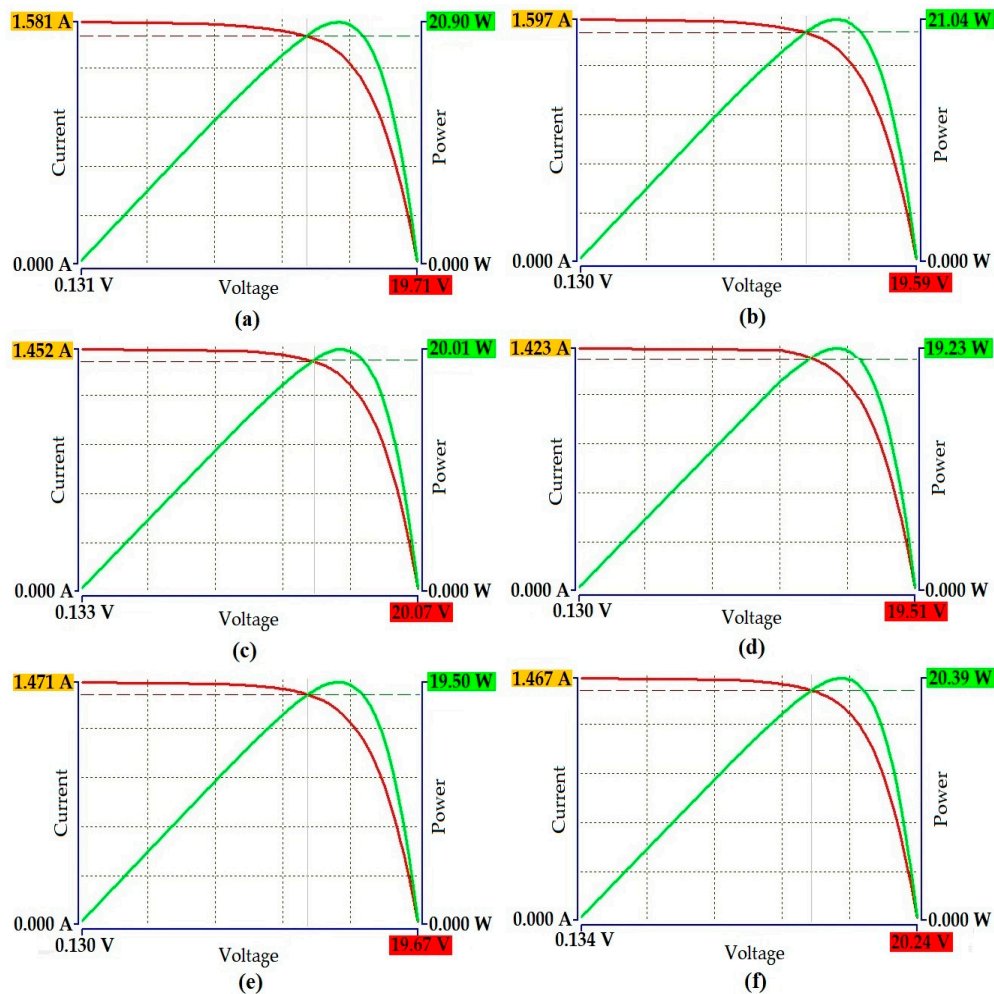 1.581 A
20.90 W
Current
Power
0.000 A
0.000 W
0.131 V
Voltage
19.71 V
(a)
1.597 A
21.04 W
Current
Power
0.000 A
0.000 W
0.130 V
Voltage
19.59 V
(b)
1.452 A
20.01 W
Current
Power
0.000 A
0.000 W
0.133 V
Voltage
20.07 V
(c)
1.423 A
19.23 W
Current
Power
0.000 A
0.000 W
0.130 V
Voltage
19.51 V
(d)
1.471 A
19.50 W
Current
Power
0.000 A
0.000 W
0.130 V
Voltage
19.67 V
(e)
1.467 A
20.39 W
Current
Power
0.000 A
0.000 W
0.134 V
Voltage
20.24 V
(f)